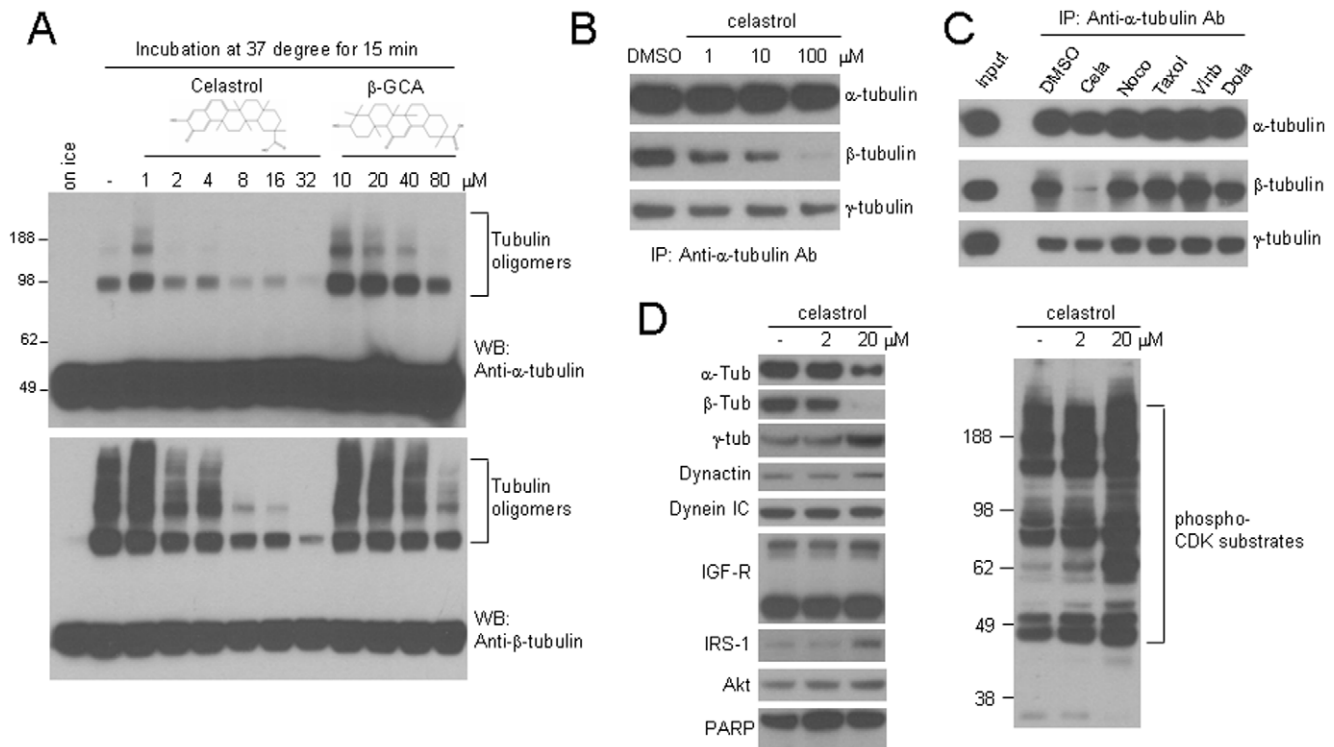 A
Incubation at 37 degree for 15 min
Celastrol β-GCA
on ice - 1 2 4 8 16 32 μM 10 20 40 80 μM
188
98
62
49
Tubulin
oligomers
WB:
Anti-α-tubulin
Tubulin
oligomers
WB:
Anti-β-tubulin
B
celastrol
DMSO 1 10 100 μM
α-tubulin
β-tubulin
γ-tubulin
IP: Anti-α-tubulin Ab
C
IP: Anti-α-tubulin Ab
Input DMSO Cela Noco Taxol Vinb Dola
α-tubulin
β-tubulin
γ-tubulin
D
celastrol
- 2 20 μM
α-Tub
β-Tub
γ-tub
Dynactin
Dynein IC
IGF-R
IRS-1
Akt
PARP
celastrol
- 2 20 μM
188
98
62
49
38
phospho-
CDK substrates